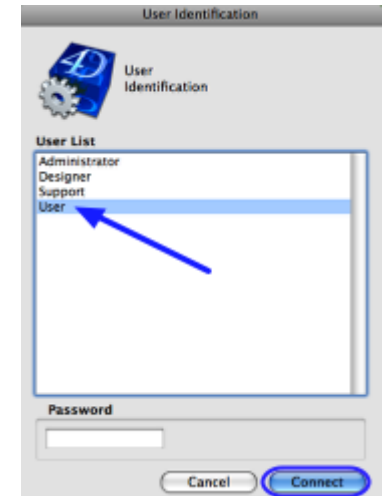 User Identification
4D
User
Identification
User List
Administrator
Designer
Support
User
Password
Cancel
Connect